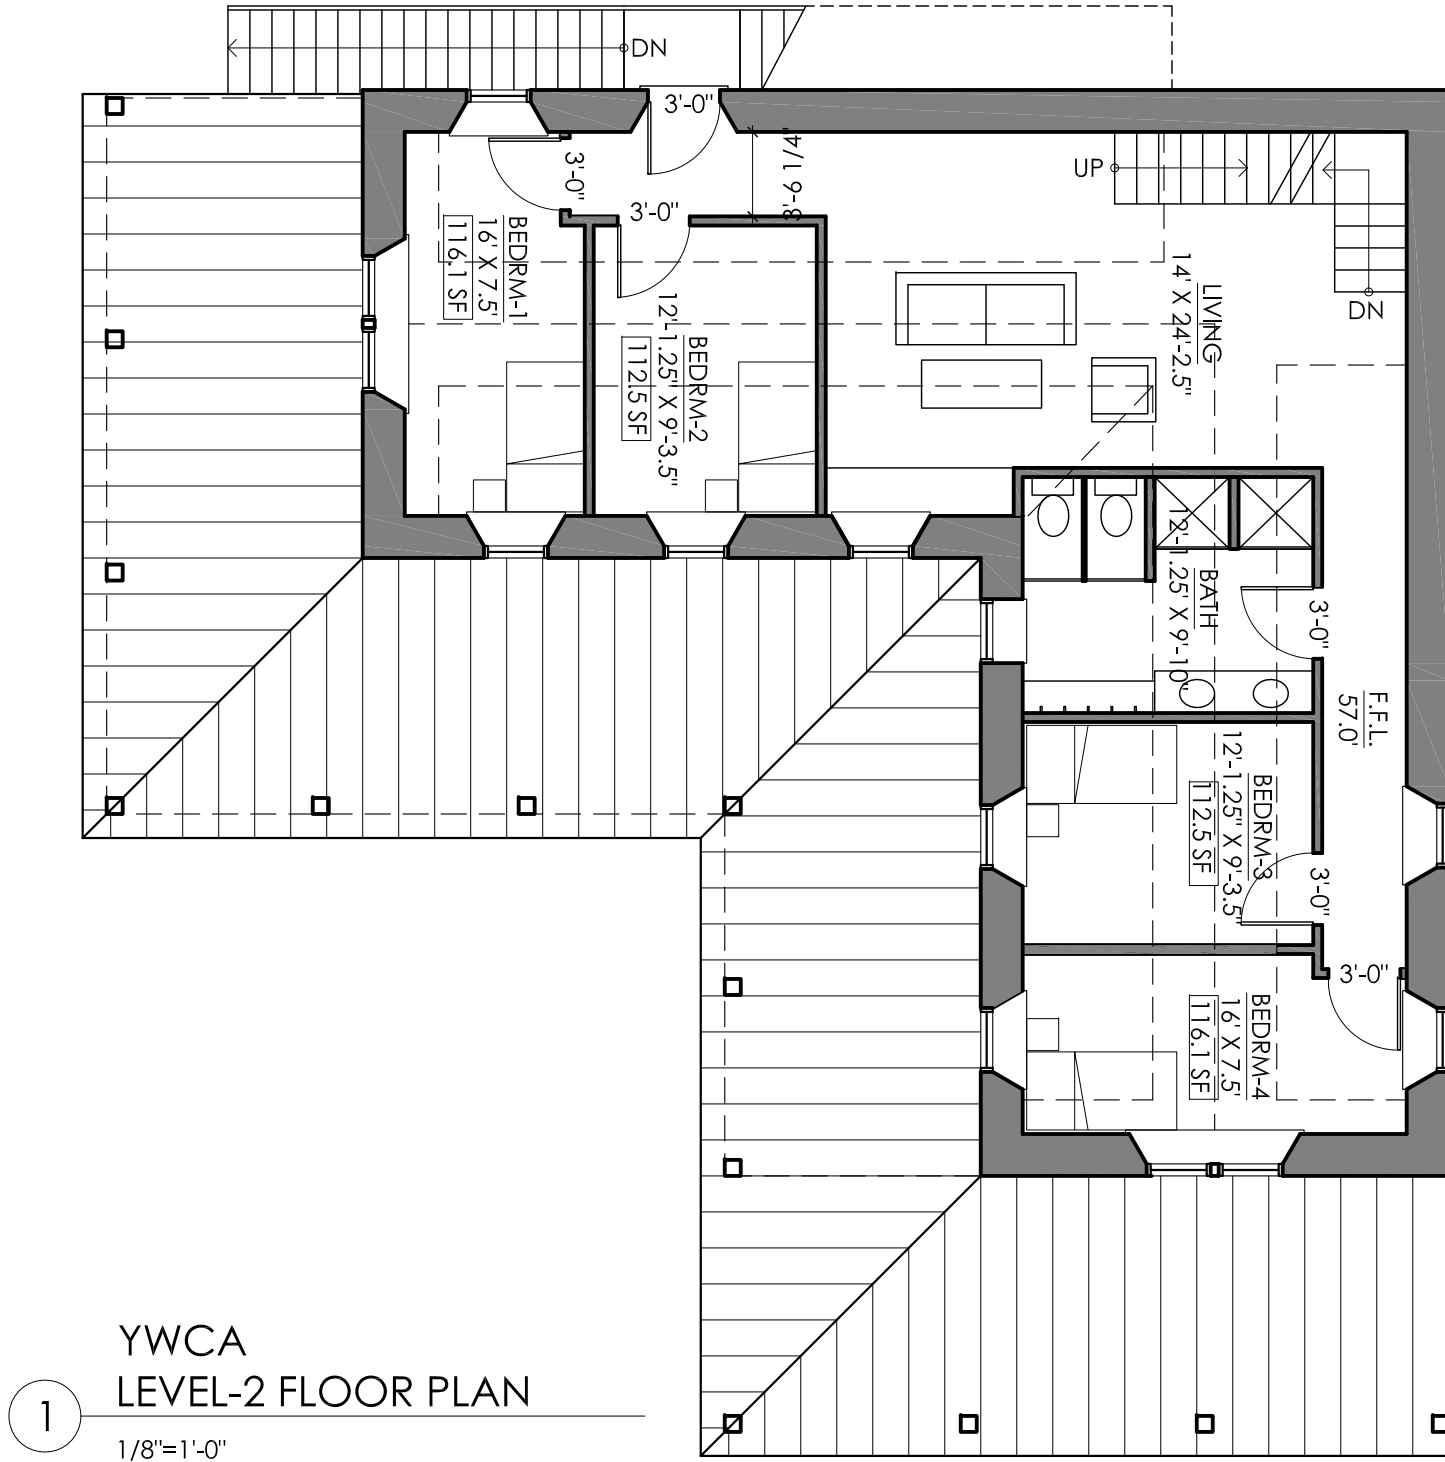 DN
3'-0"
3'-0"
3'-0"
3'-6 1/4"
UP
DN
BEDRM-1
16' X 7.5'
116.1 SF
BEDRM-2
12'-1.25" X 9'-3.5"
112.5 SF
LIVING
14' X 24'-2.5"
BATH
12'-1.25' X 9'-10"
3'-0"
F.F.L.
57.0'
BEDRM-3
12'-1.25" X 9'-3.5"
112.5 SF
3'-0"
3'-0"
BEDRM-4
16' X 7.5'
116.1 SF
YWCA
1
LEVEL-2 FLOOR PLAN
1/8"=1'-0"